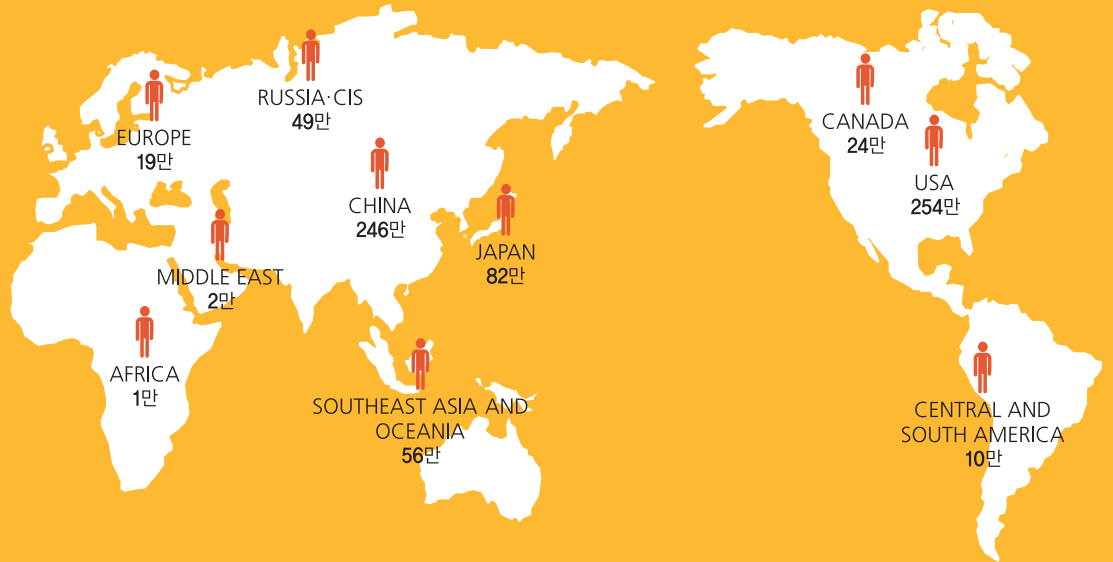 RUSSIA·CIS
49만
EUROPE
19만
CHINA
246만
JAPAN
82만
MIDDLE EAST
2만
AFRICA
1만
SOUTHEAST ASIA AND
OCEANIA
56만
CANADA
24만
USA
254만
CENTRAL AND
SOUTH AMERICA
10만